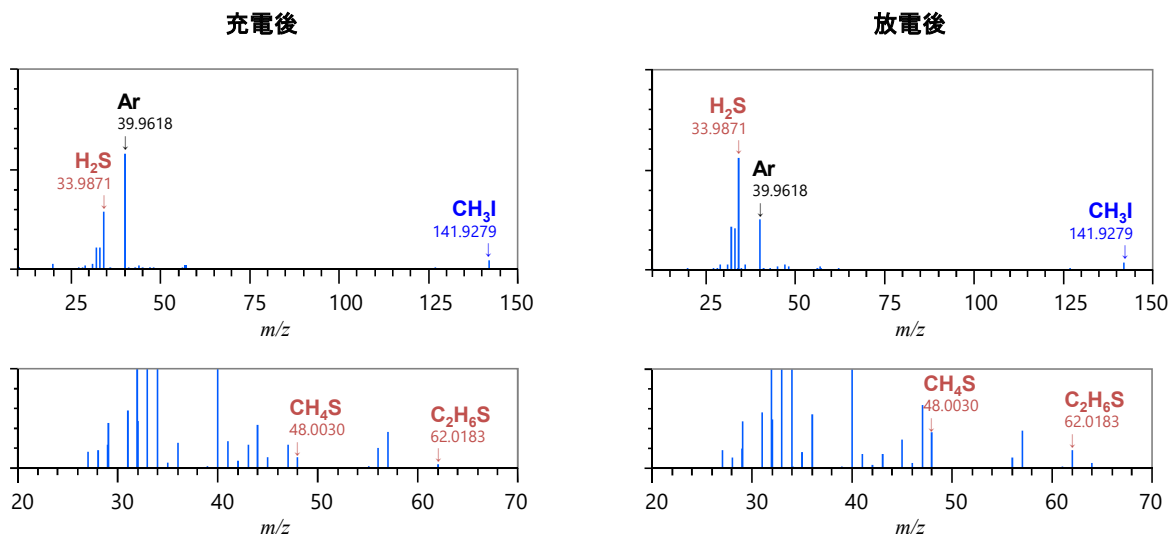 充電後
放電後
Ar
39.9618
H₂S
33.9871
CH₃I
141.9279
25
50
75
100
125
150
m/z
H₂S
33.9871
Ar
39.9618
CH₃I
141.9279
25
50
75
100
125
150
m/z
CH₄S
48.0030
C₂H₆S
62.0183
20
30
40
50
60
70
m/z
CH₄S
48.0030
C₂H₆S
62.0183
20
30
40
50
60
70
m/z